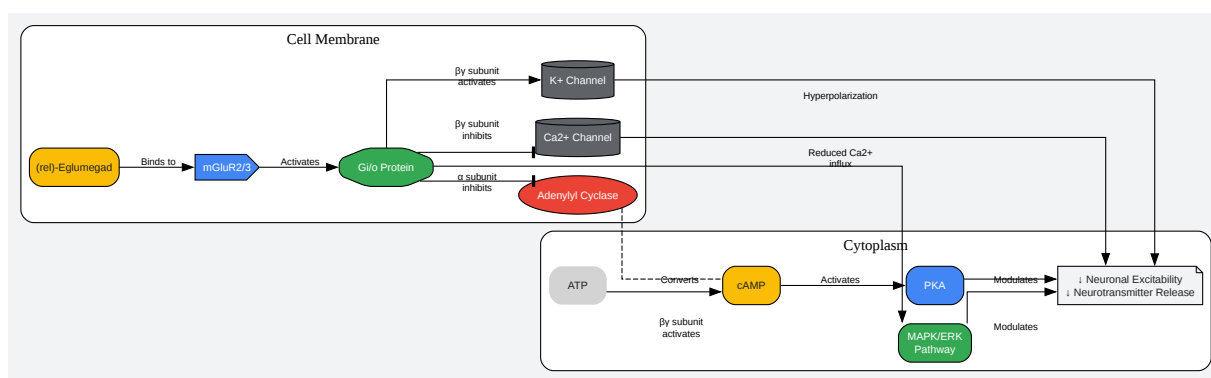 Cell Membrane
βγ subunit
activates
K+ Channel
Hyperpolarization
βγ subunit
inhibits
Ca2+ Channel
Reduced Ca2+
influx
(rel)-Eglumegad
Binds to
mGluR2/3
Activates
Gi/o Protein
α subunit
inhibits
Adenylyl Cyclase
Cytoplasm
ATP
Converts
cAMP
Activates
PKA
Modulates
↓ Neuronal Excitability
↓ Neurotransmitter Release
βγ subunit
activates
MAPK/ERK
Pathway
Modulates